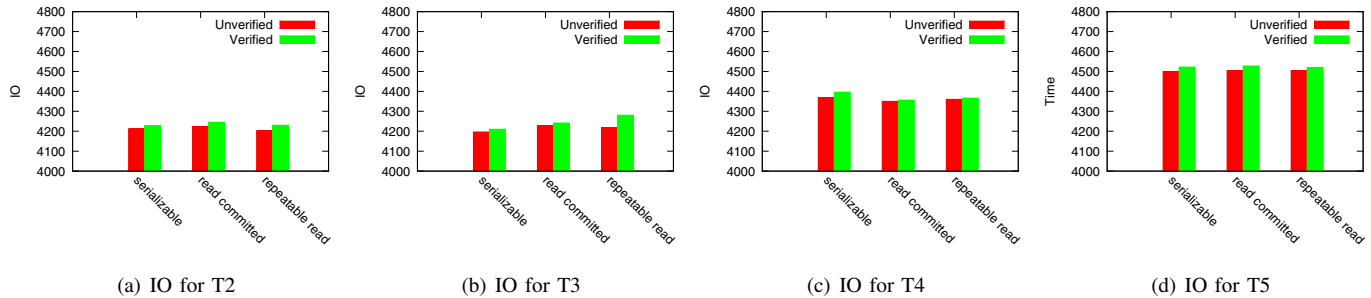 4800
4700
4600
4500
4400
4300
4200
4100
4000
IO
Unverified
Verified
serializable
read committed
repeatable read
(a) IO for T2
4800
4700
4600
4500
4400
4300
4200
4100
4000
IO
Unverified
Verified
serializable
read committed
repeatable read
(b) IO for T3
4800
4700
4600
4500
4400
4300
4200
4100
4000
IO
Unverified
Verified
serializable
read committed
repeatable read
(c) IO for T4
4800
4700
4600
4500
4400
4300
4200
4100
4000
Time
Unverified
Verified
serializable
read committed
repeatable read
(d) IO for T5